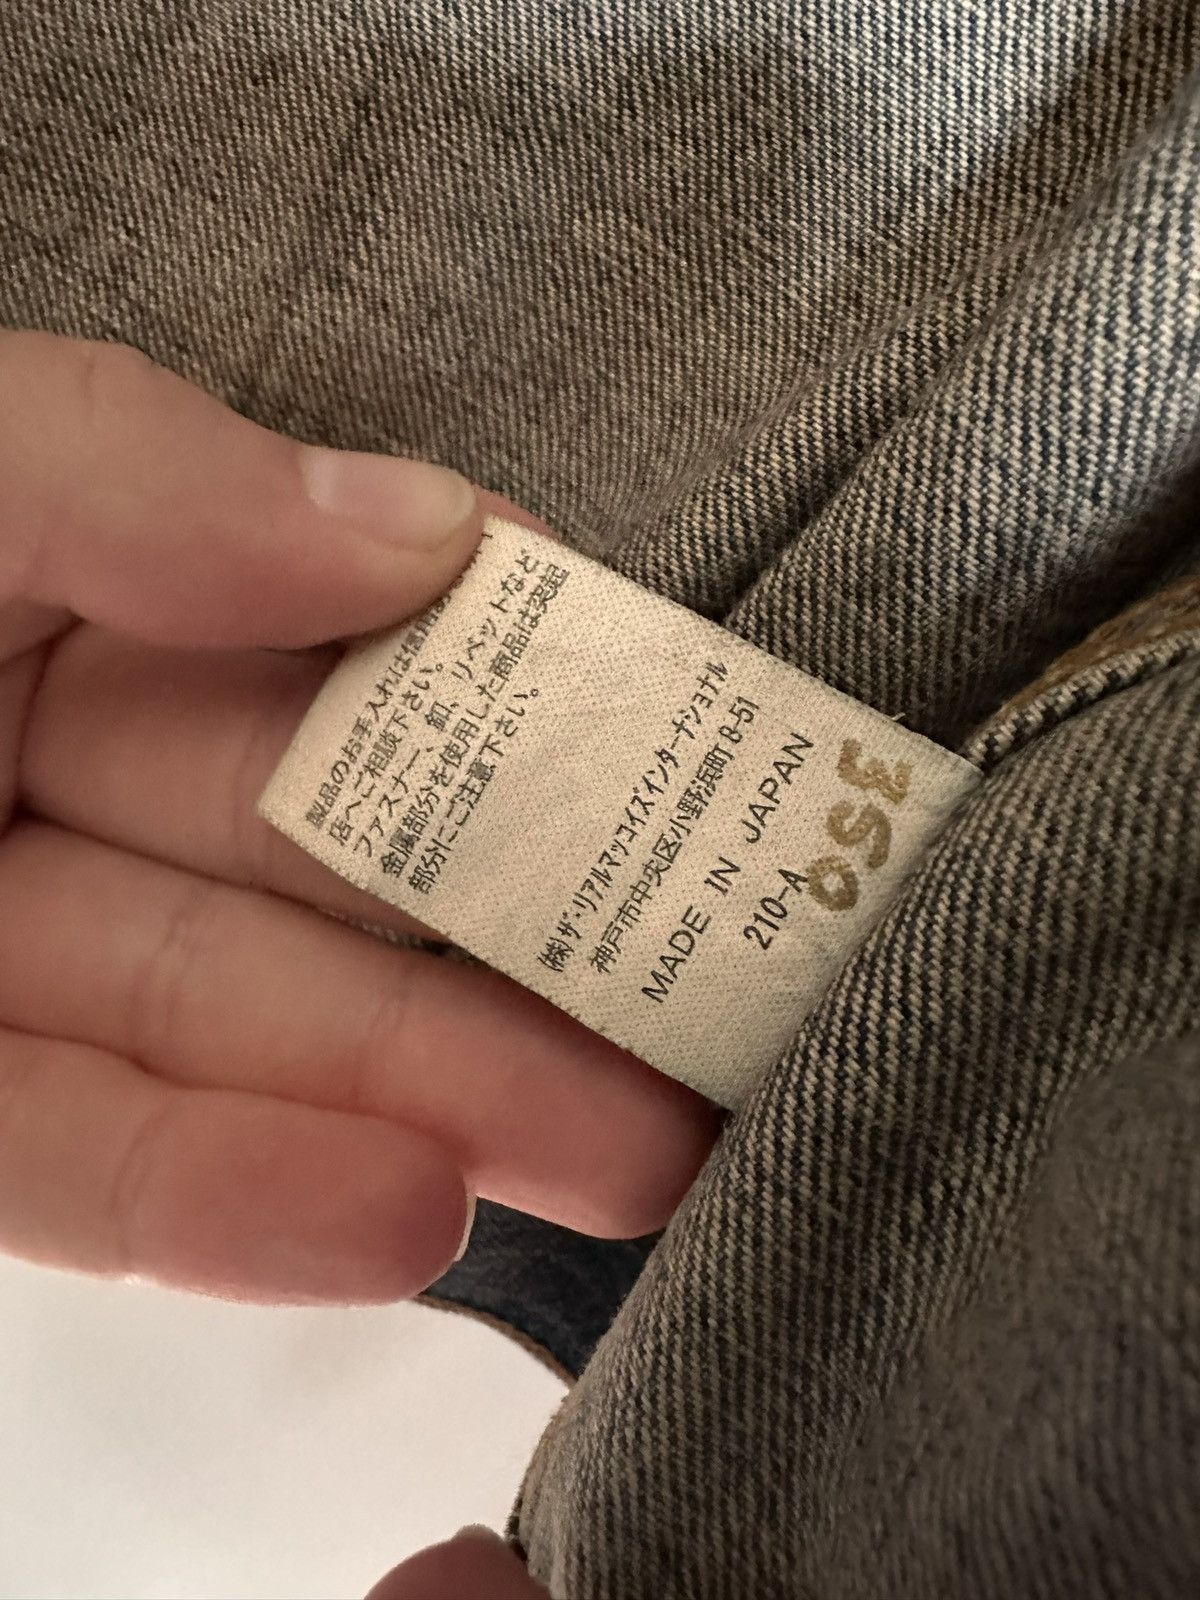 製品のお手入れは信用
店へご相談下さい。
ファスナー、釦、リベットなど
金属部分を使用した商品は突起
部分にご注意下さい。
(株)ザ・リアルマッコイズインターナショナル
神戸市中央区小野浜町 8-51
MADE IN JAPAN
210-A